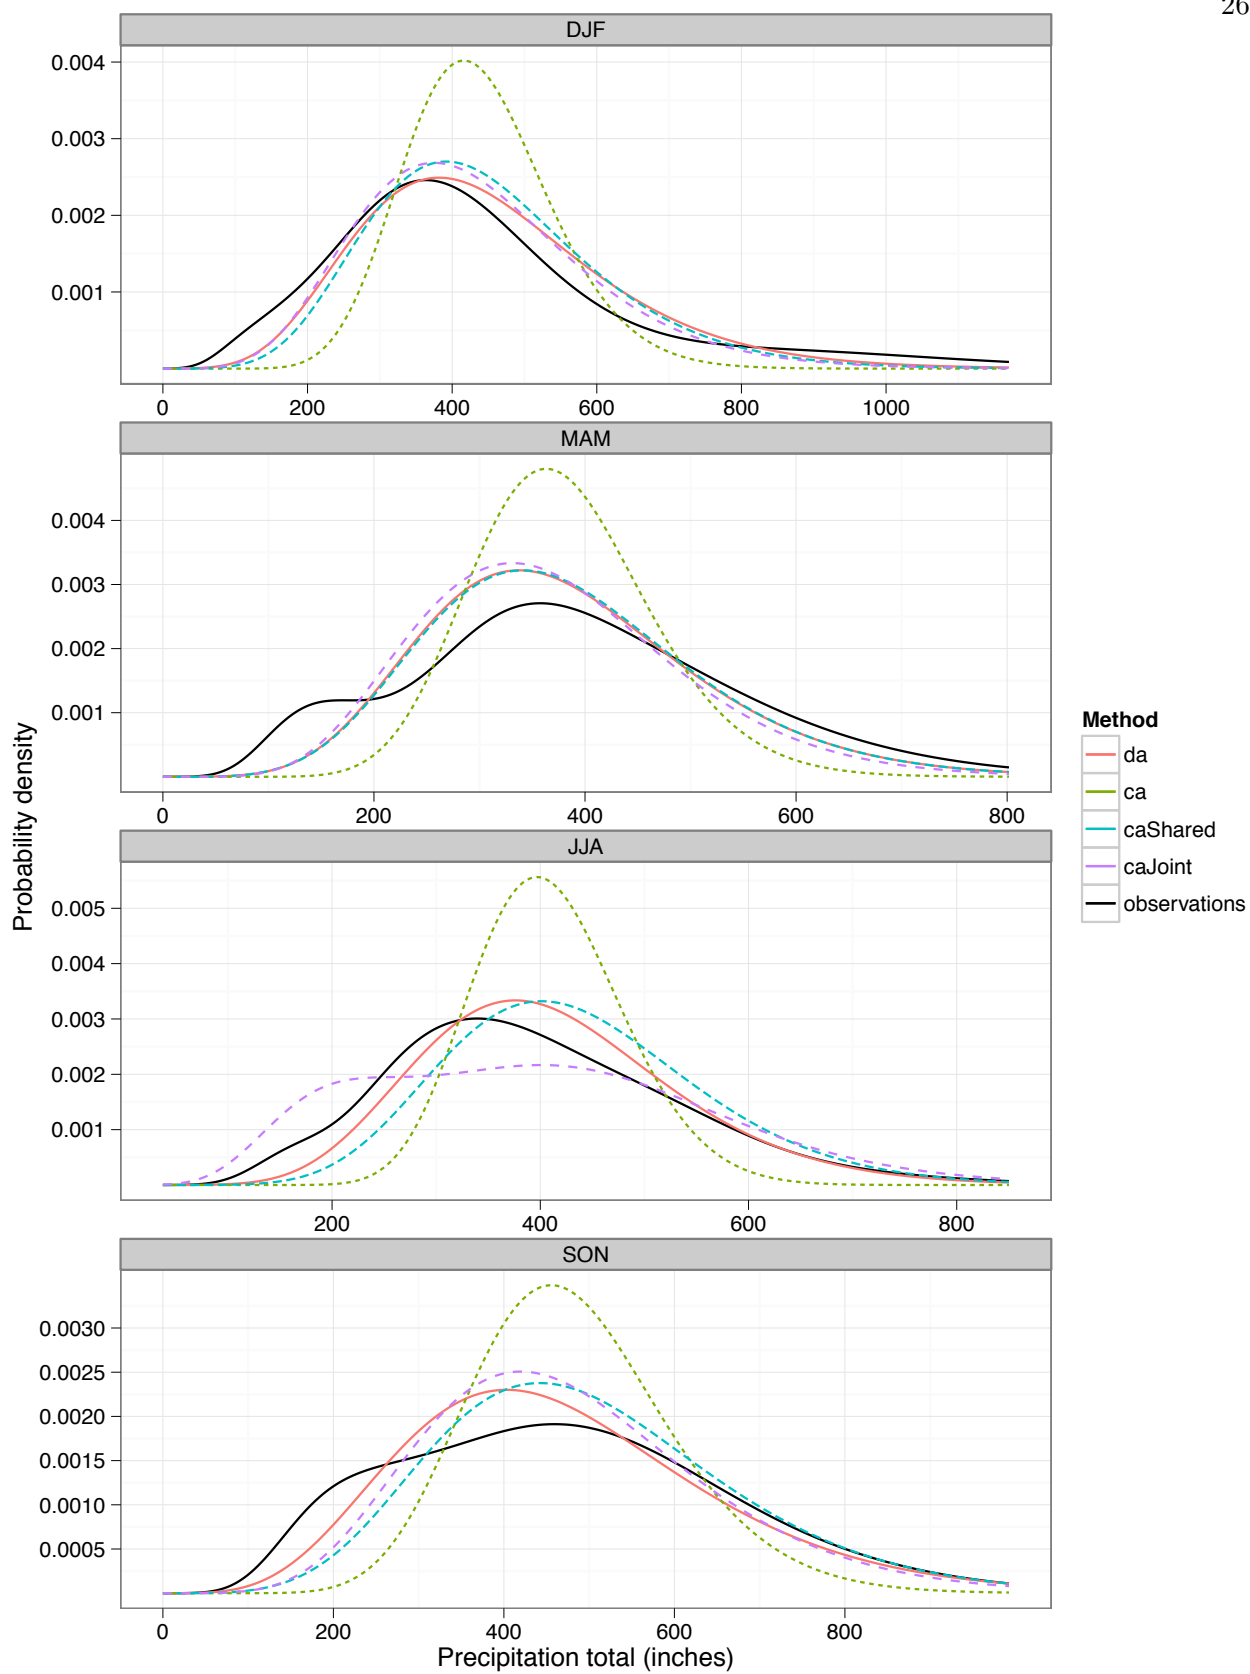 26
DJF
0.004
0.003
0.002
0.001
0 200 400 600 800 1000
MAM
0.004
0.003
0.002
0.001
0 200 400 600 800
JJA
0.005
0.004
0.003
0.002
0.001
200 400 600 800
SON
0.0030
0.0025
0.0020
0.0015
0.0010
0.0005
0 200 400 600 800
Precipitation total (inches)
Probability density
Method
da
ca
caShared
caJoint
observations